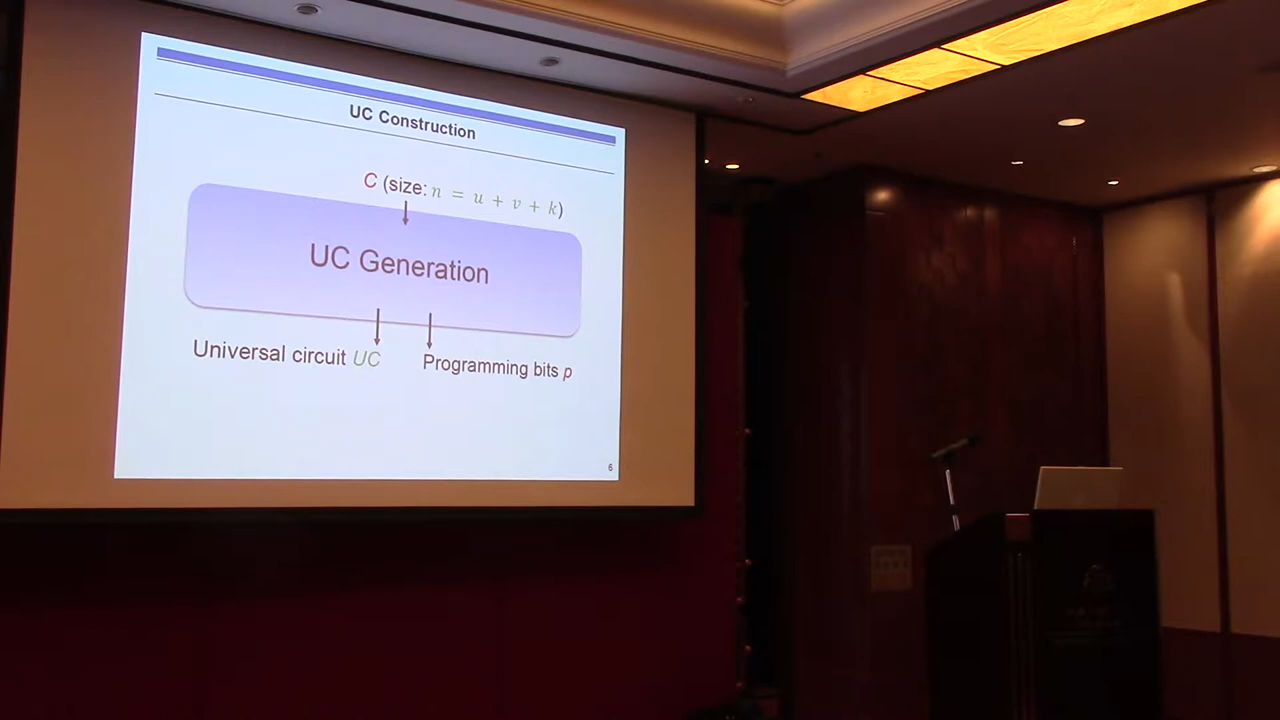 UC Construction
C (size: n = u + v + k)
UC Generation
Universal circuit UC
Programming bits p
6